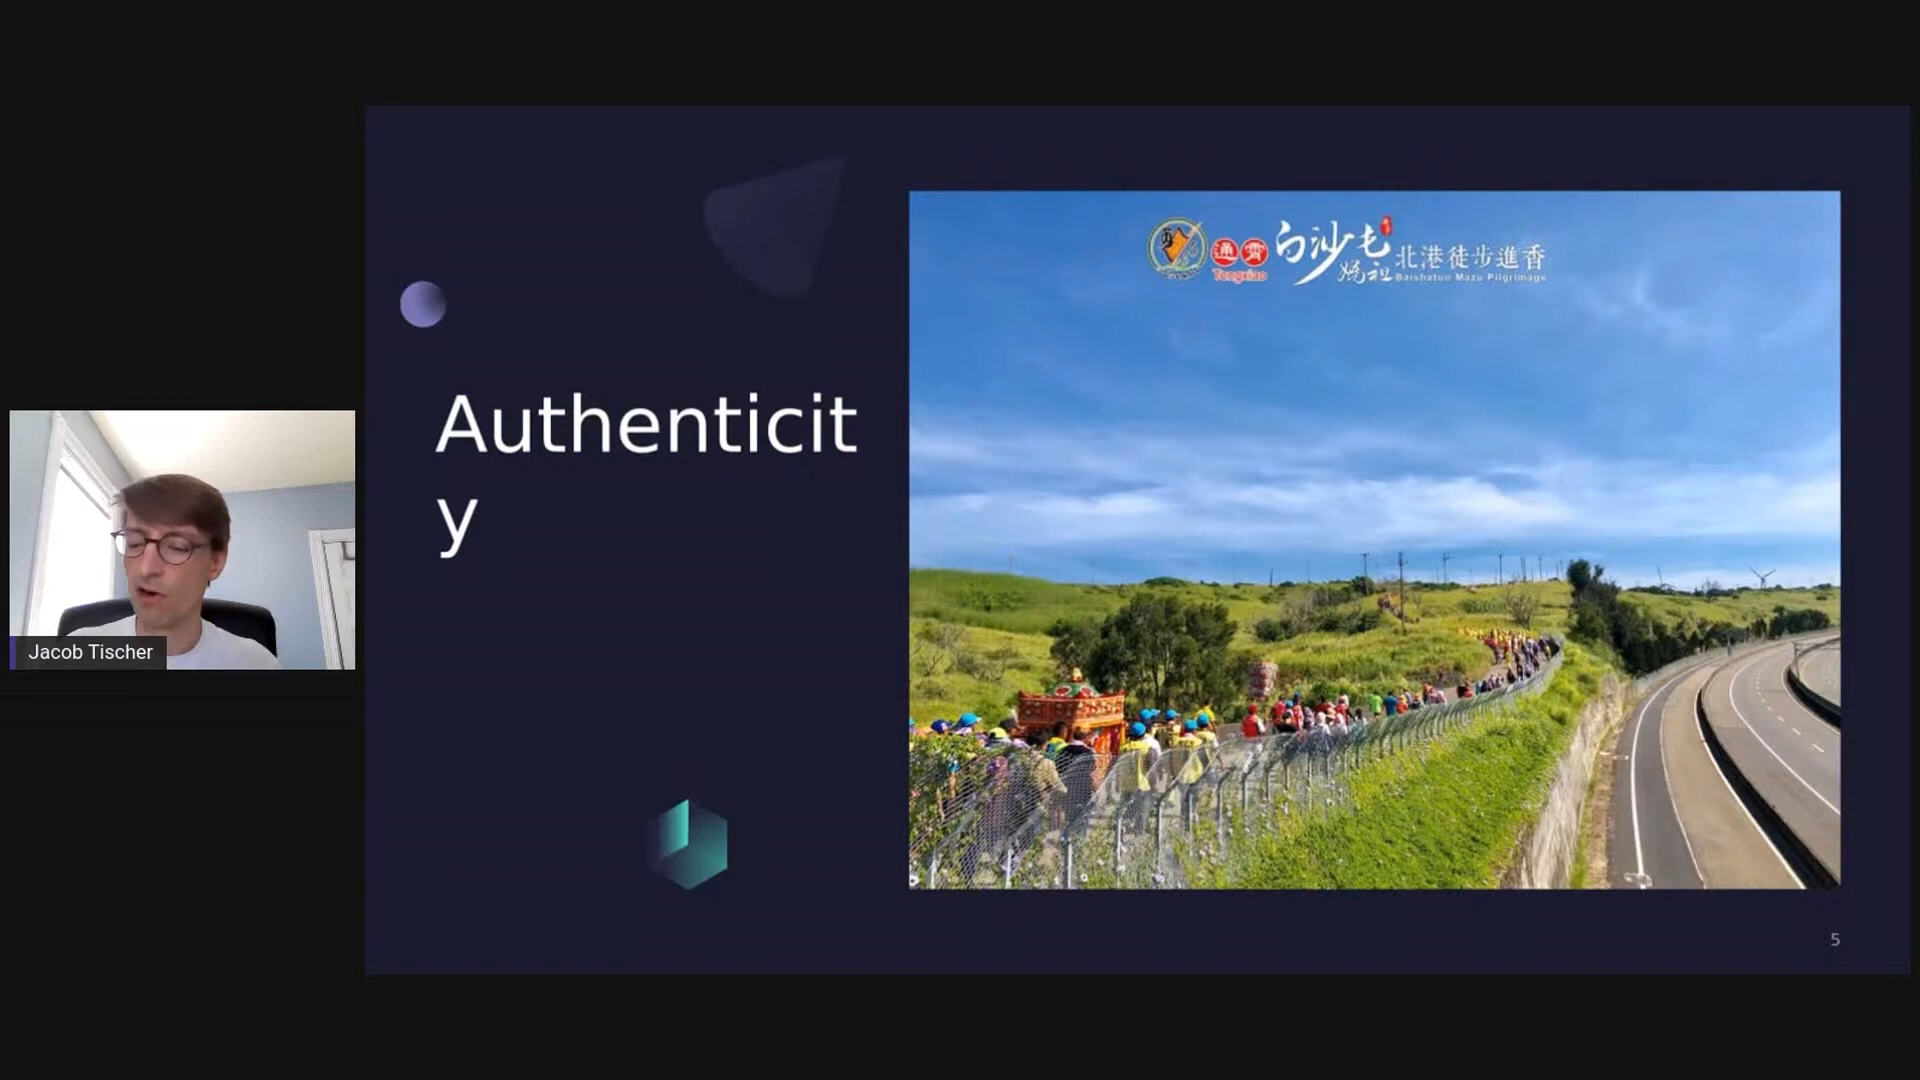 Jacob Tischer
Authenticit
y
通霄
Tongxiao
白沙屯
媽祖
北港徒步進香
Baishatun Mazu Pilgrimage
5